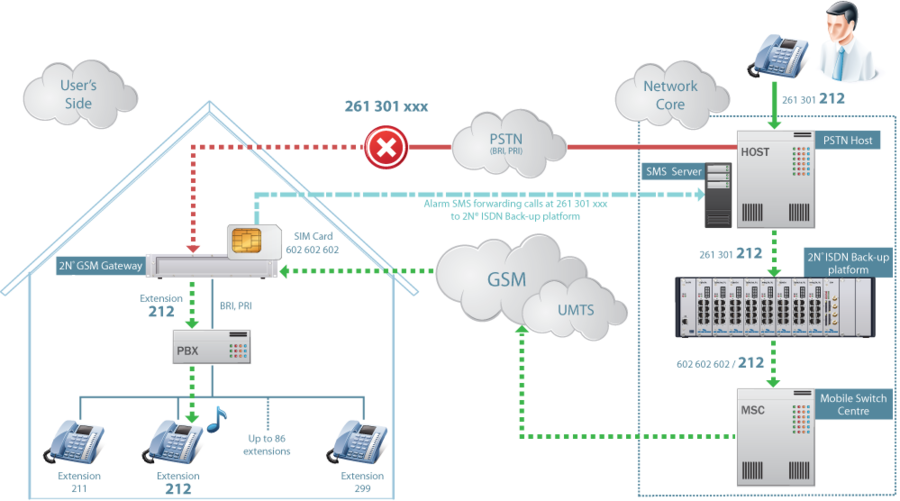 User's
Side
Network
Core
261 301 212
261 301 xxx
PSTN
(BRI, PRI)
HOST
PSTN Host
SMS Server
Alarm SMS forwarding calls at 261 301 xxx
to 2N® ISDN Back-up platform
SIM Card
602 602 602
2N® GSM Gateway
261 301 212
2N® ISDN Back-up
platform
GSM
UMTS
Extension
212
BRI, PRI
PBX
602 602 602 / 212
MSC
Mobile Switch
Centre
Up to 86
extensions
Extension
211
Extension
212
Extension
299